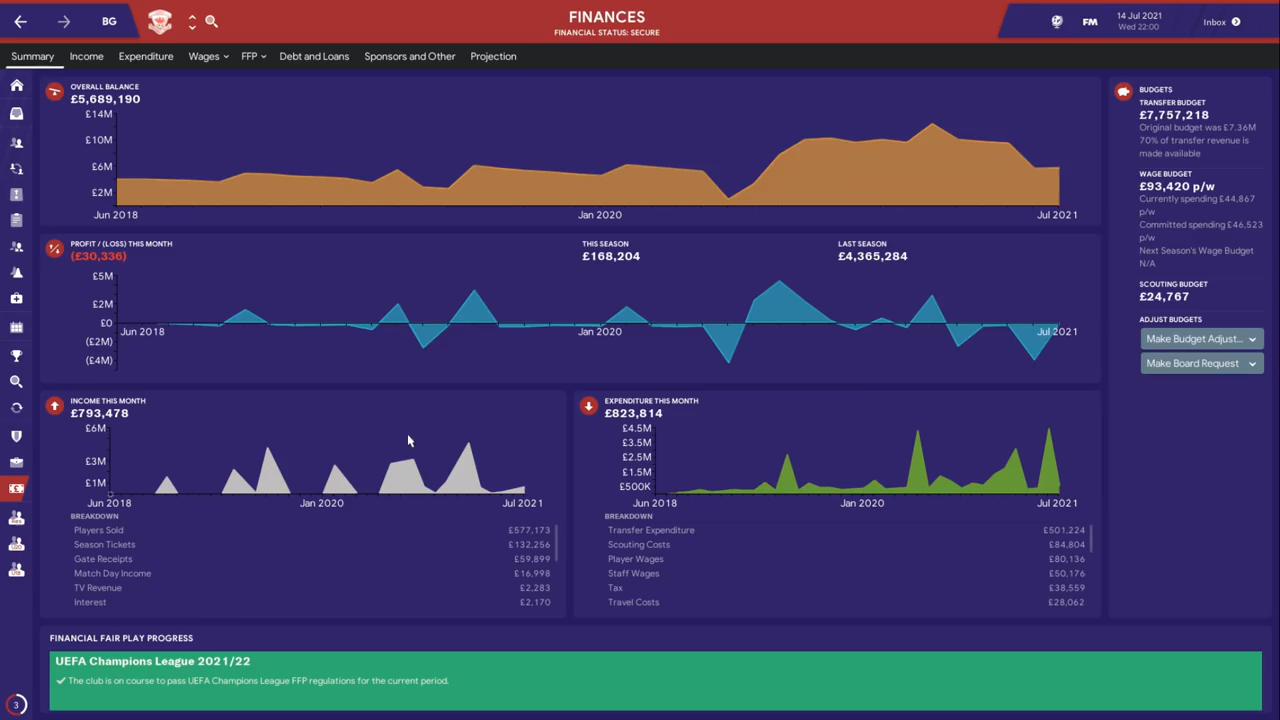 BG
FINANCES
FINANCIAL STATUS: SECURE
FM
14 Jul 2021
Wed 22:00
Inbox
Summary
Income
Expenditure
Wages
FFP
Debt and Loans
Sponsors and Other
Projection
OVERALL BALANCE
£5,689,190
£14M
£10M
£6M
£2M
Jun 2018
Jan 2020
Jul 2021
PROFIT / (LOSS) THIS MONTH
(£30,336)
THIS SEASON
£168,204
LAST SEASON
£4,365,284
£5M
£2M
£0
(£2M)
(£4M)
Jun 2018
Jan 2020
Jul 2021
INCOME THIS MONTH
£793,478
£6M
£3M
£1M
Jun 2018
Jan 2020
Jul 2021
BREAKDOWN
Players Sold £577,173
Season Tickets £132,256
Gate Receipts £59,899
Match Day Income £16,998
TV Revenue £2,283
Interest £2,170
EXPENDITURE THIS MONTH
£823,814
£4.5M
£3.5M
£2.5M
£1.5M
£500K
Jun 2018
Jan 2020
Jul 2021
BREAKDOWN
Transfer Expenditure £501,224
Scouting Costs £84,804
Player Wages £80,136
Staff Wages £50,176
Tax £38,559
Travel Costs £28,062
BUDGETS
TRANSFER BUDGET
£7,757,218
Original budget was £7.36M
70% of transfer revenue is
made available
WAGE BUDGET
£93,420 p/w
Currently spending £44,867
p/w
Committed spending £46,523
p/w
Next Season's Wage Budget
N/A
SCOUTING BUDGET
£24,767
ADJUST BUDGETS
Make Budget Adjust...
Make Board Request
FINANCIAL FAIR PLAY PROGRESS
UEFA Champions League 2021/22
The club is on course to pass UEFA Champions League FFP regulations for the current period.
3